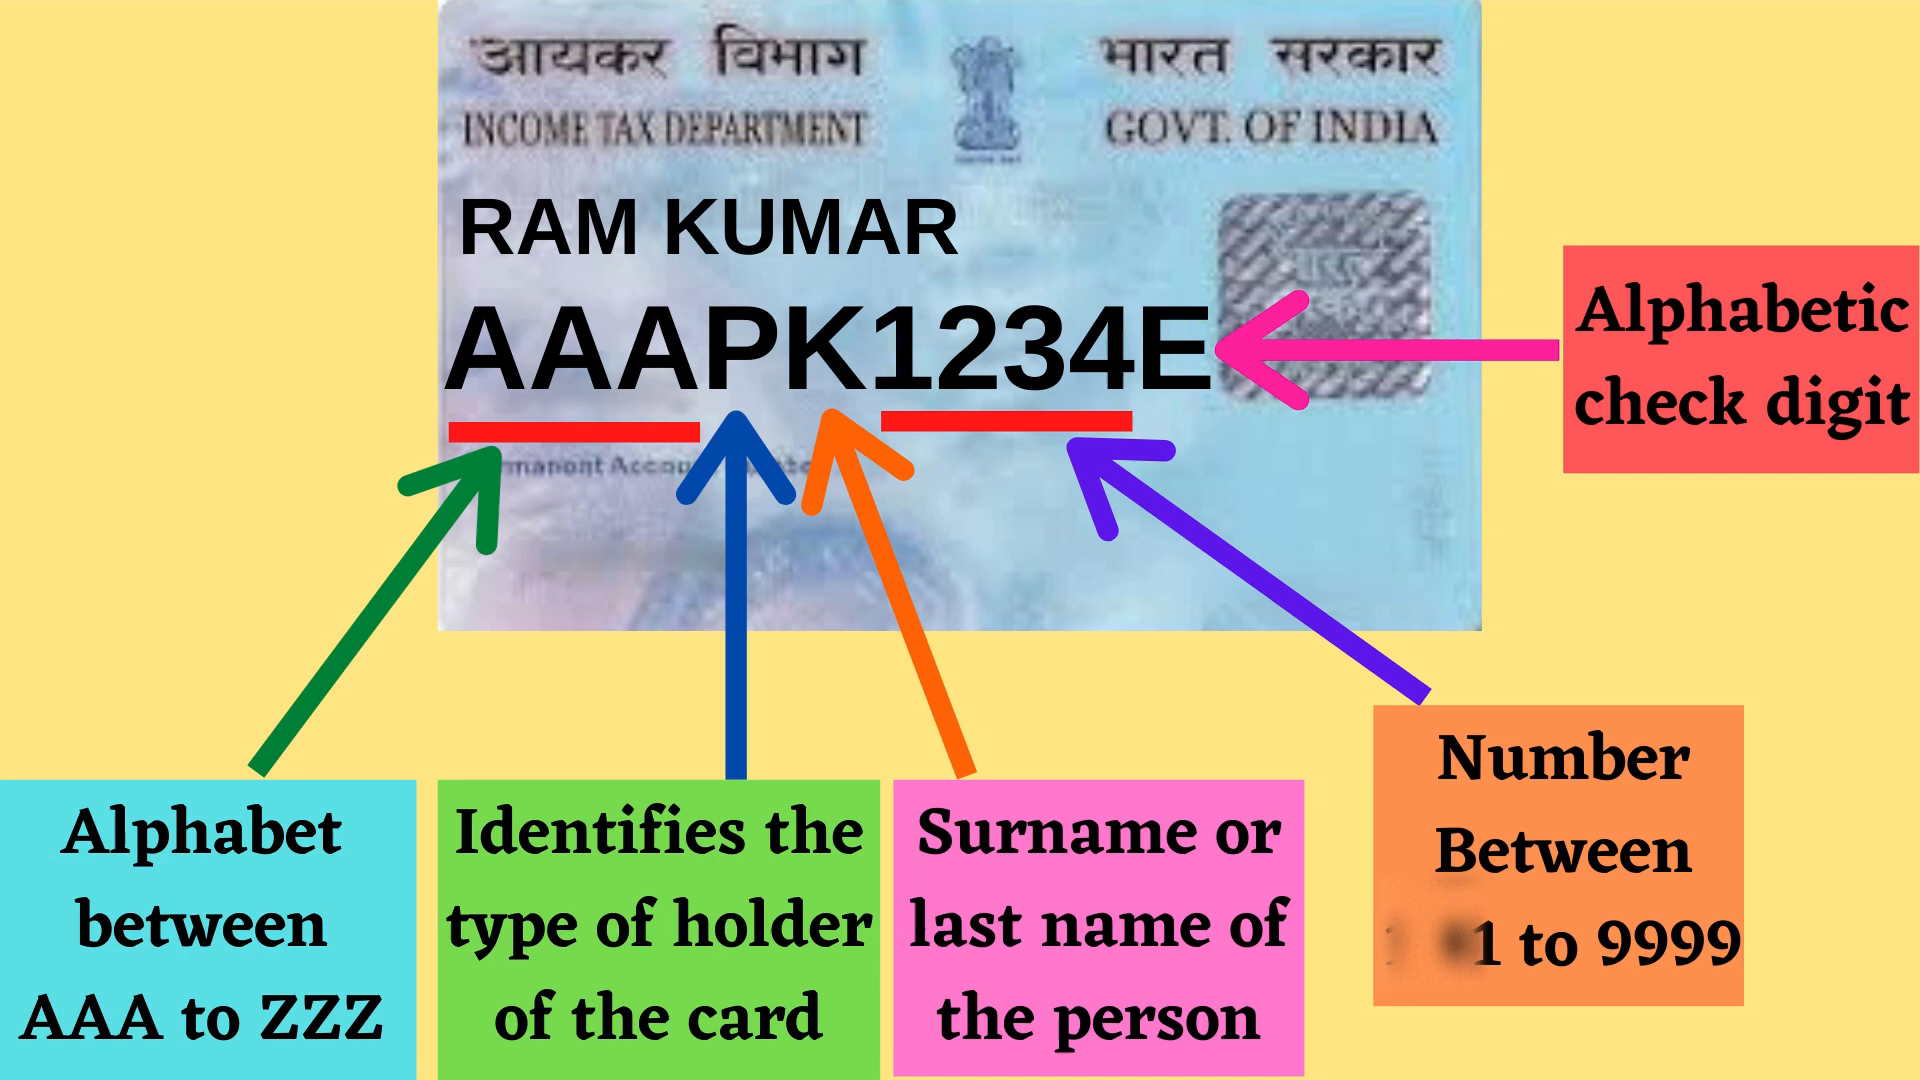 आयकर विभाग
INCOME TAX DEPARTMENT
भारत सरकार
GOVT. OF INDIA
RAM KUMAR
AAAPK1234E
Alphabetic
check digit
Alphabet
between
AAA to ZZZ
Identifies the
type of holder
of the card
Surname or
last name of
the person
Number
Between
1 to 9999